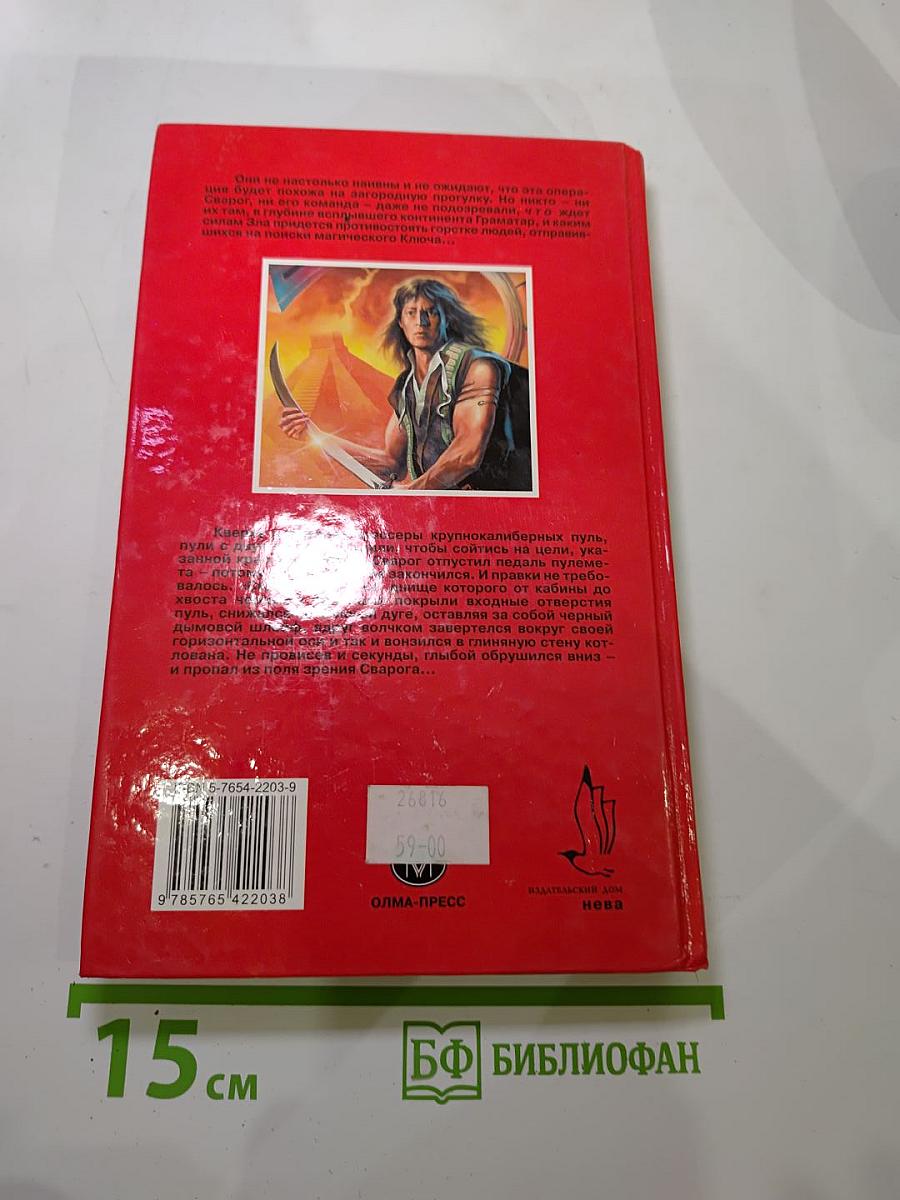 Они не настолько наивны и не ожидают, что эта опера-
ция будет похожа на загородную прогулку. Но никто – ни
Сварог, ни его команда – даже не подозревали, что ждет
их там, в глубине всплывшего континента Граматар, и каким
силам Зла придется противостоять горстке людей, отправив-
шихся на поиски магического Ключа...
крупнокалиберных пуль,
пули с чтобы сойтись на цели, ука-
занной Сварог отпустил педаль пулеме-
та – закончился. И правки не требо-
валось. днище которого от кабины до
хвоста покрыли входные отверстия
пуль, дуге, оставляя за собой черный
дымовой вдруг волчком завертелся вокруг своей
горизонтальной оси и так и вонзился в глиняную стену кот-
лована. Не провисев и секунды, глыбой обрушился вниз –
и пропал из поля зрения Сварога...
ISBN 5-7654-2203-9
9 785765 422038
26816
59-00
ОЛМА-ПРЕСС
ИЗДАТЕЛЬСКИЙ ДОМ
нева
15 см
БФ БИБЛИОФАН